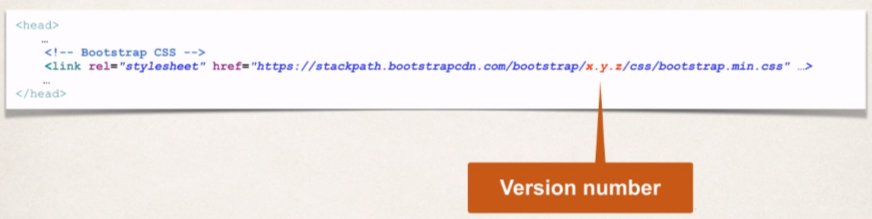 <head>
…
<!-- Bootstrap CSS -->
<link rel="stylesheet" href="https://stackpath.bootstrapcdn.com/bootstrap/x.y.z/css/bootstrap.min.css" …>
…
</head>
Version number